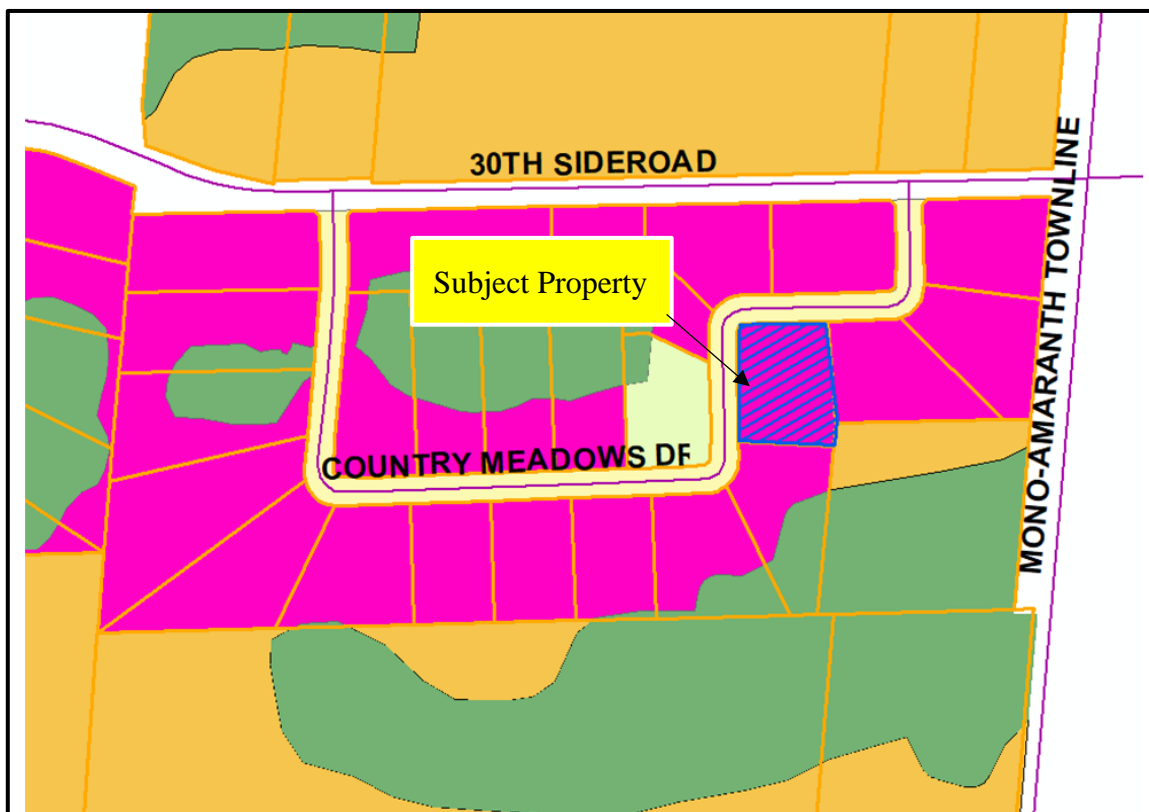 30TH SIDEROAD
Subject Property
COUNTRY MEADOWS DR
MONO-AMARANTH TOWNLINE